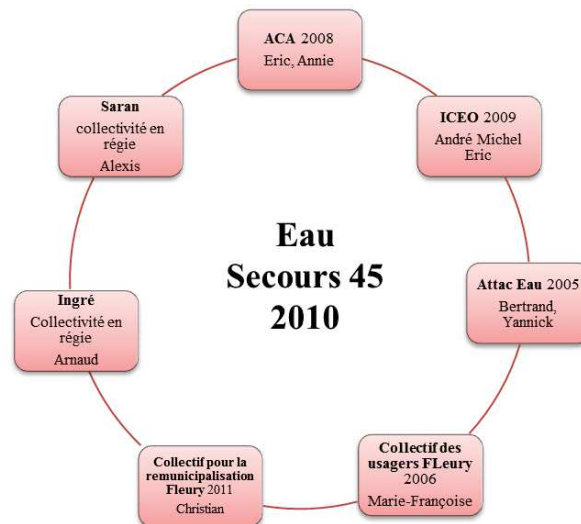 ACA 2008
Eric, Annie
ICEO 2009
André Michel
Eric
Attac Eau 2005
Bertrand,
Yannick
Collectif des
usagers FLeury
2006
Marie-Françoise
Collectif pour la
remunicipalisation
Fleury 2011
Christian
Ingré
Collectivité en
régie
Arnaud
Saran
collectivité en
régie
Alexis
Eau
Secours 45
2010